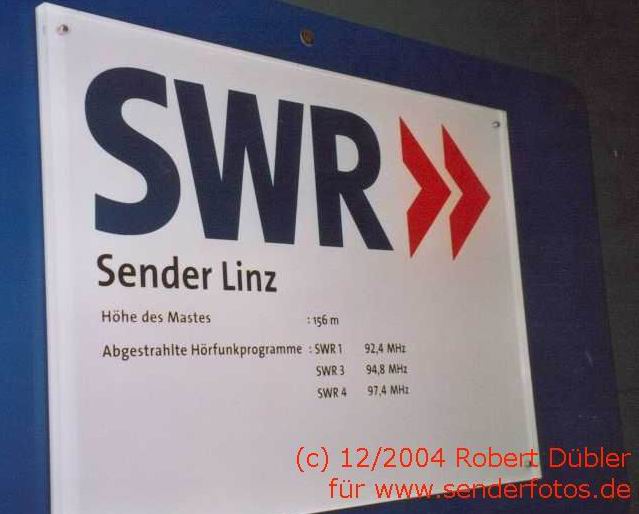 SWR
Sender Linz
Höhe des Mastes : 156 m
Abgestrahlte Hörfunkprogramme : SWR 1 92,4 MHz
SWR 3 94,8 MHz
SWR 4 97,4 MHz
(c) 12/2004 Robert Dübler
für www.senderfotos.de